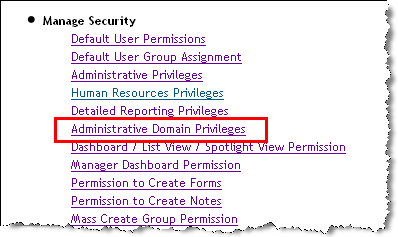 Manage Security
Default User Permissions
Default User Group Assignment
Administrative Privileges
Human Resources Privileges
Detailed Reporting Privileges
Administrative Domain Privileges
Dashboard / List View / Spotlight View Permission
Manager Dashboard Permission
Permission to Create Forms
Permission to Create Notes
Mass Create Group Permission